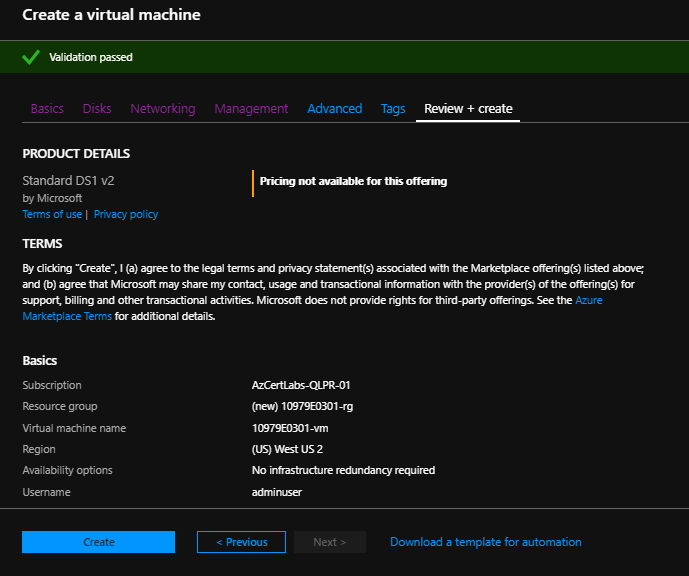 Create a virtual machine
Validation passed
Basics Disks Networking Management Advanced Tags Review + create
PRODUCT DETAILS
Standard DS1 v2
by Microsoft
Terms of use | Privacy policy
Pricing not available for this offering
TERMS
By clicking "Create", I (a) agree to the legal terms and privacy statement(s) associated with the Marketplace offering(s) listed above;
and (b) agree that Microsoft may share my contact, usage and transactional information with the provider(s) of the offering(s) for
support, billing and other transactional activities. Microsoft does not provide rights for third-party offerings. See the Azure
Marketplace Terms for additional details.
Basics
Subscription AzCertLabs-QLPR-01
Resource group (new) 10979E0301-rg
Virtual machine name 10979E0301-vm
Region (US) West US 2
Availability options No infrastructure redundancy required
Username adminuser
Create < Previous Next > Download a template for automation